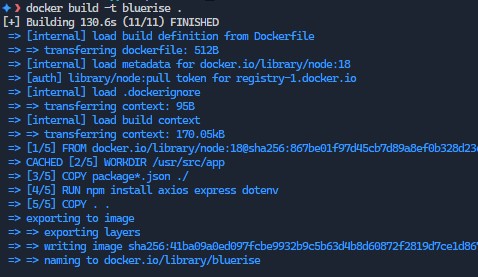 docker build -t bluerise .
[+] Building 130.6s (11/11) FINISHED
=> [internal] load build definition from Dockerfile
=> => transferring dockerfile: 512B
=> [internal] load metadata for docker.io/library/node:18
=> [auth] library/node:pull token for registry-1.docker.io
=> [internal] load .dockerignore
=> => transferring context: 95B
=> [internal] load build context
=> => transferring context: 170.05kB
=> [1/5] FROM docker.io/library/node:18@sha256:867be01f97d45cb7d89a8ef0b328d23
=> CACHED [2/5] WORKDIR /usr/src/app
=> [3/5] COPY package*.json ./
=> [4/5] RUN npm install axios express dotenv
=> [5/5] COPY . .
=> exporting to image
=> => exporting layers
=> => writing image sha256:41ba09a0ed097fcbe9932b9c5b63d4b8d60872f2819d7ce1d86
=> => naming to docker.io/library/bluerise